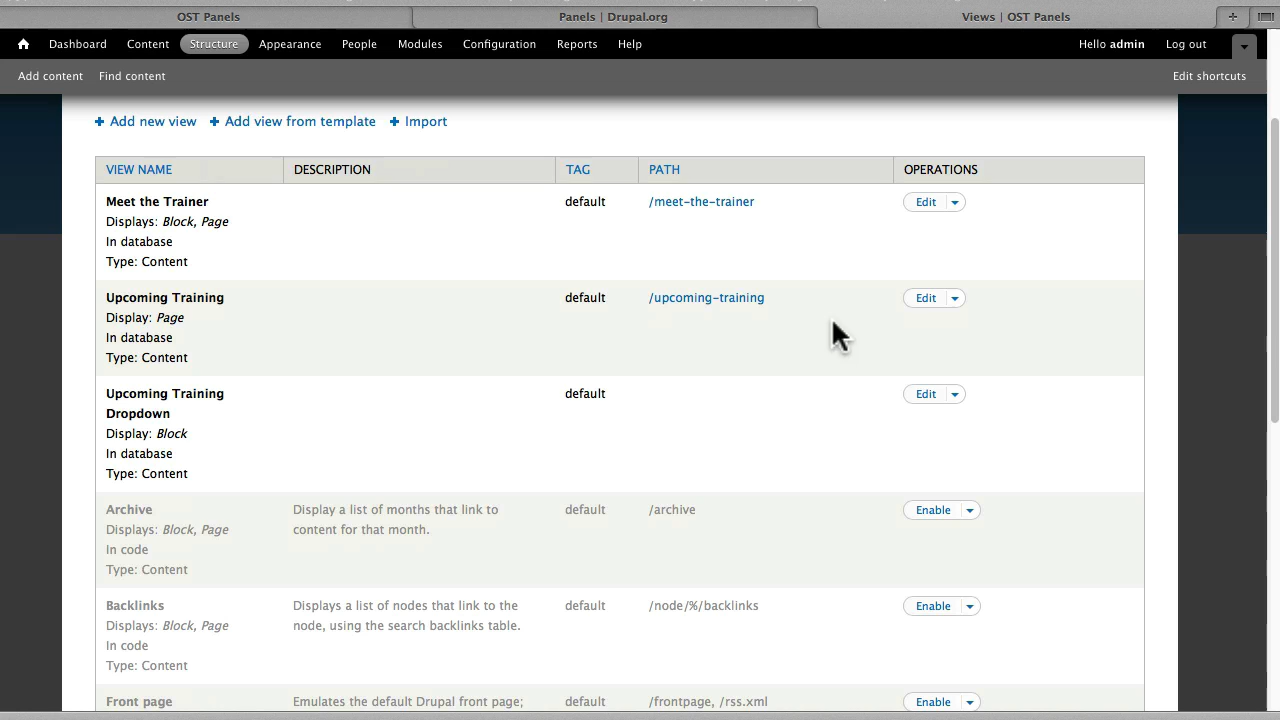 OST Panels
Panels | Drupal.org
Views | OST Panels
Dashboard Content Structure Appearance People Modules Configuration Reports Help
Hello admin Log out
Add content Find content
Edit shortcuts
Add new view Add view from template Import
VIEW NAME DESCRIPTION TAG PATH OPERATIONS
Meet the Trainer default /meet-the-trainer Edit
Displays: Block, Page
In database
Type: Content
Upcoming Training default /upcoming-training Edit
Display: Page
In database
Type: Content
Upcoming Training default Edit
Dropdown
Display: Block
In database
Type: Content
Archive Display a list of months that link to default /archive Enable
Displays: Block, Page content for that month.
In code
Type: Content
Backlinks Displays a list of nodes that link to the default /node/%/backlinks Enable
Displays: Block, Page node, using the search backlinks table.
In code
Type: Content
Front page Emulates the default Drupal front page; default /frontpage, /rss.xml Enable